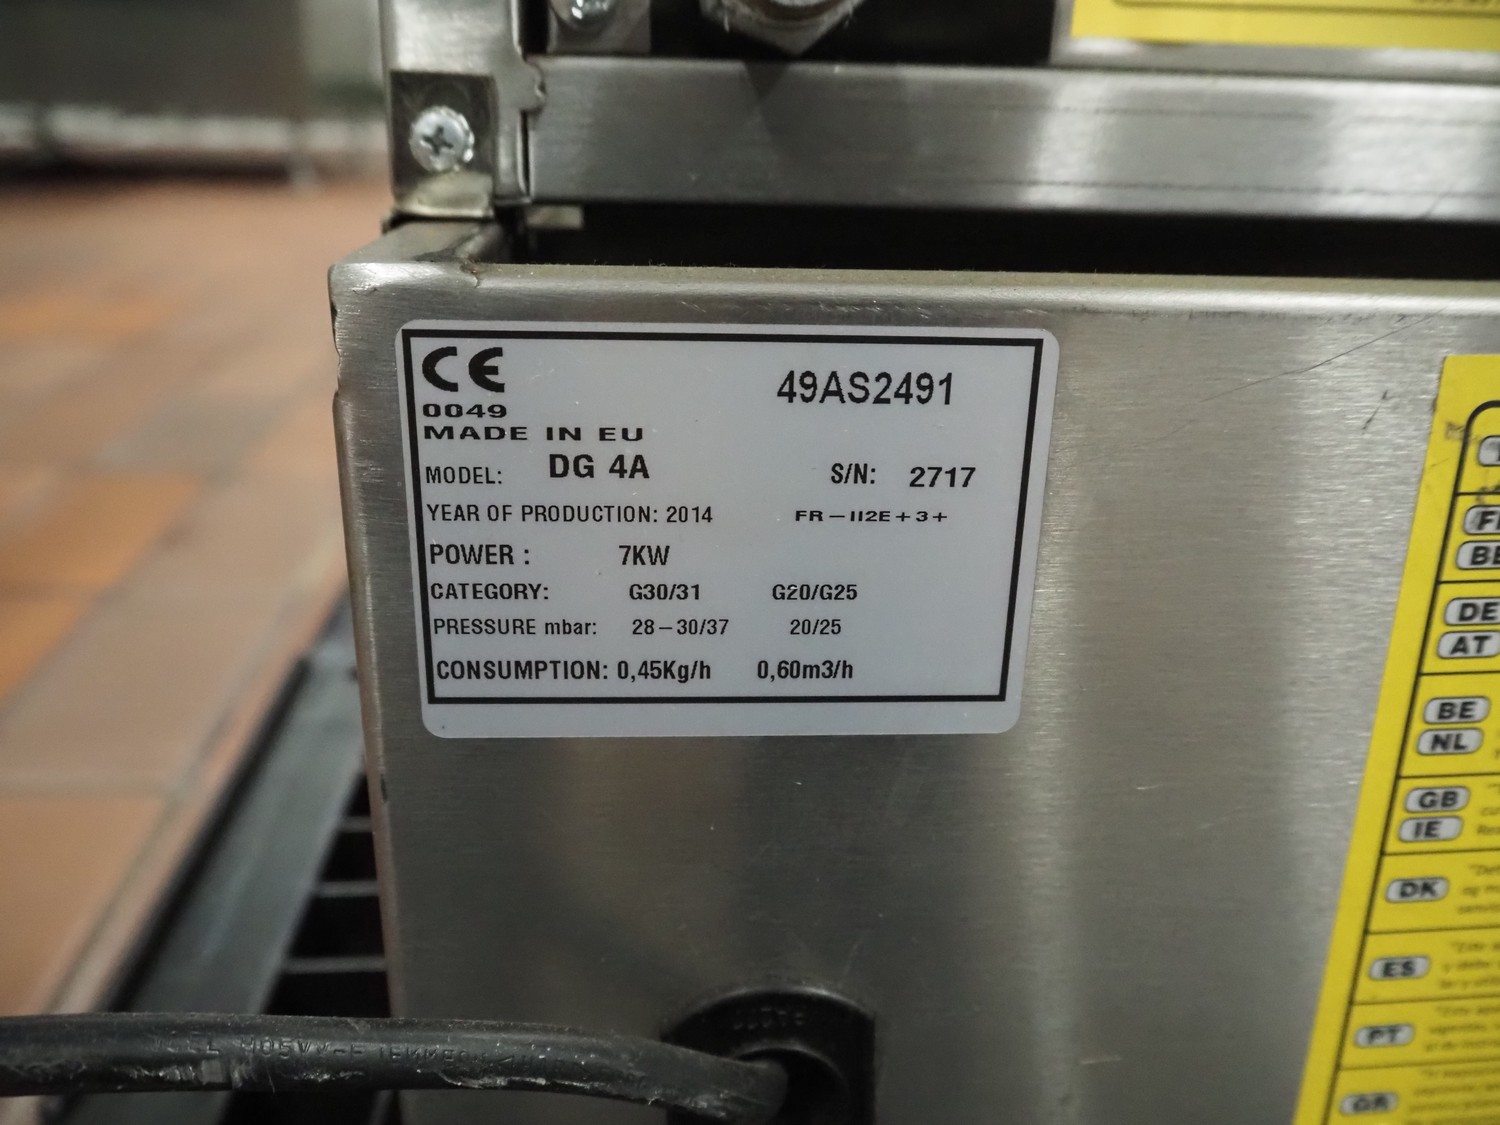 CE
0049
49AS2491
MADE IN EU
MODEL: DG 4A S/N: 2717
YEAR OF PRODUCTION: 2014 FR-II2E+3+
POWER : 7KW
CATEGORY: G30/31 G20/G25
PRESSURE mbar: 28-30/37 20/25
CONSUMPTION: 0,45Kg/h 0,60m3/h
BE
DE
AT
BE
NL
GB
IE
DK
ES
PT
GR